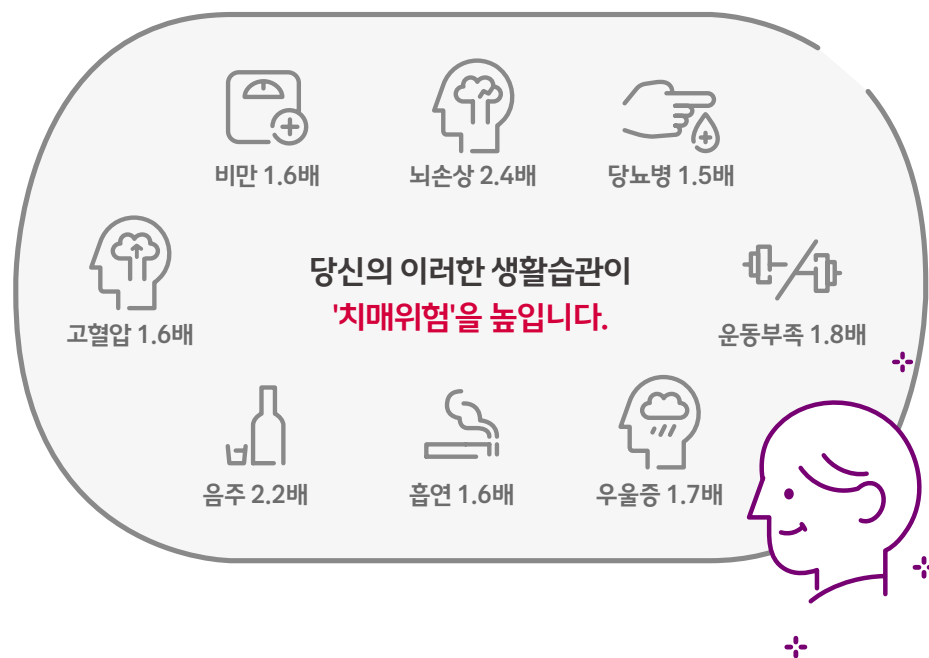 비만 1.6배
뇌손상 2.4배
당뇨병 1.5배
당신의 이러한 생활습관이
'치매위험'을 높입니다.
고혈압 1.6배
운동부족 1.8배
음주 2.2배
흡연 1.6배
우울증 1.7배